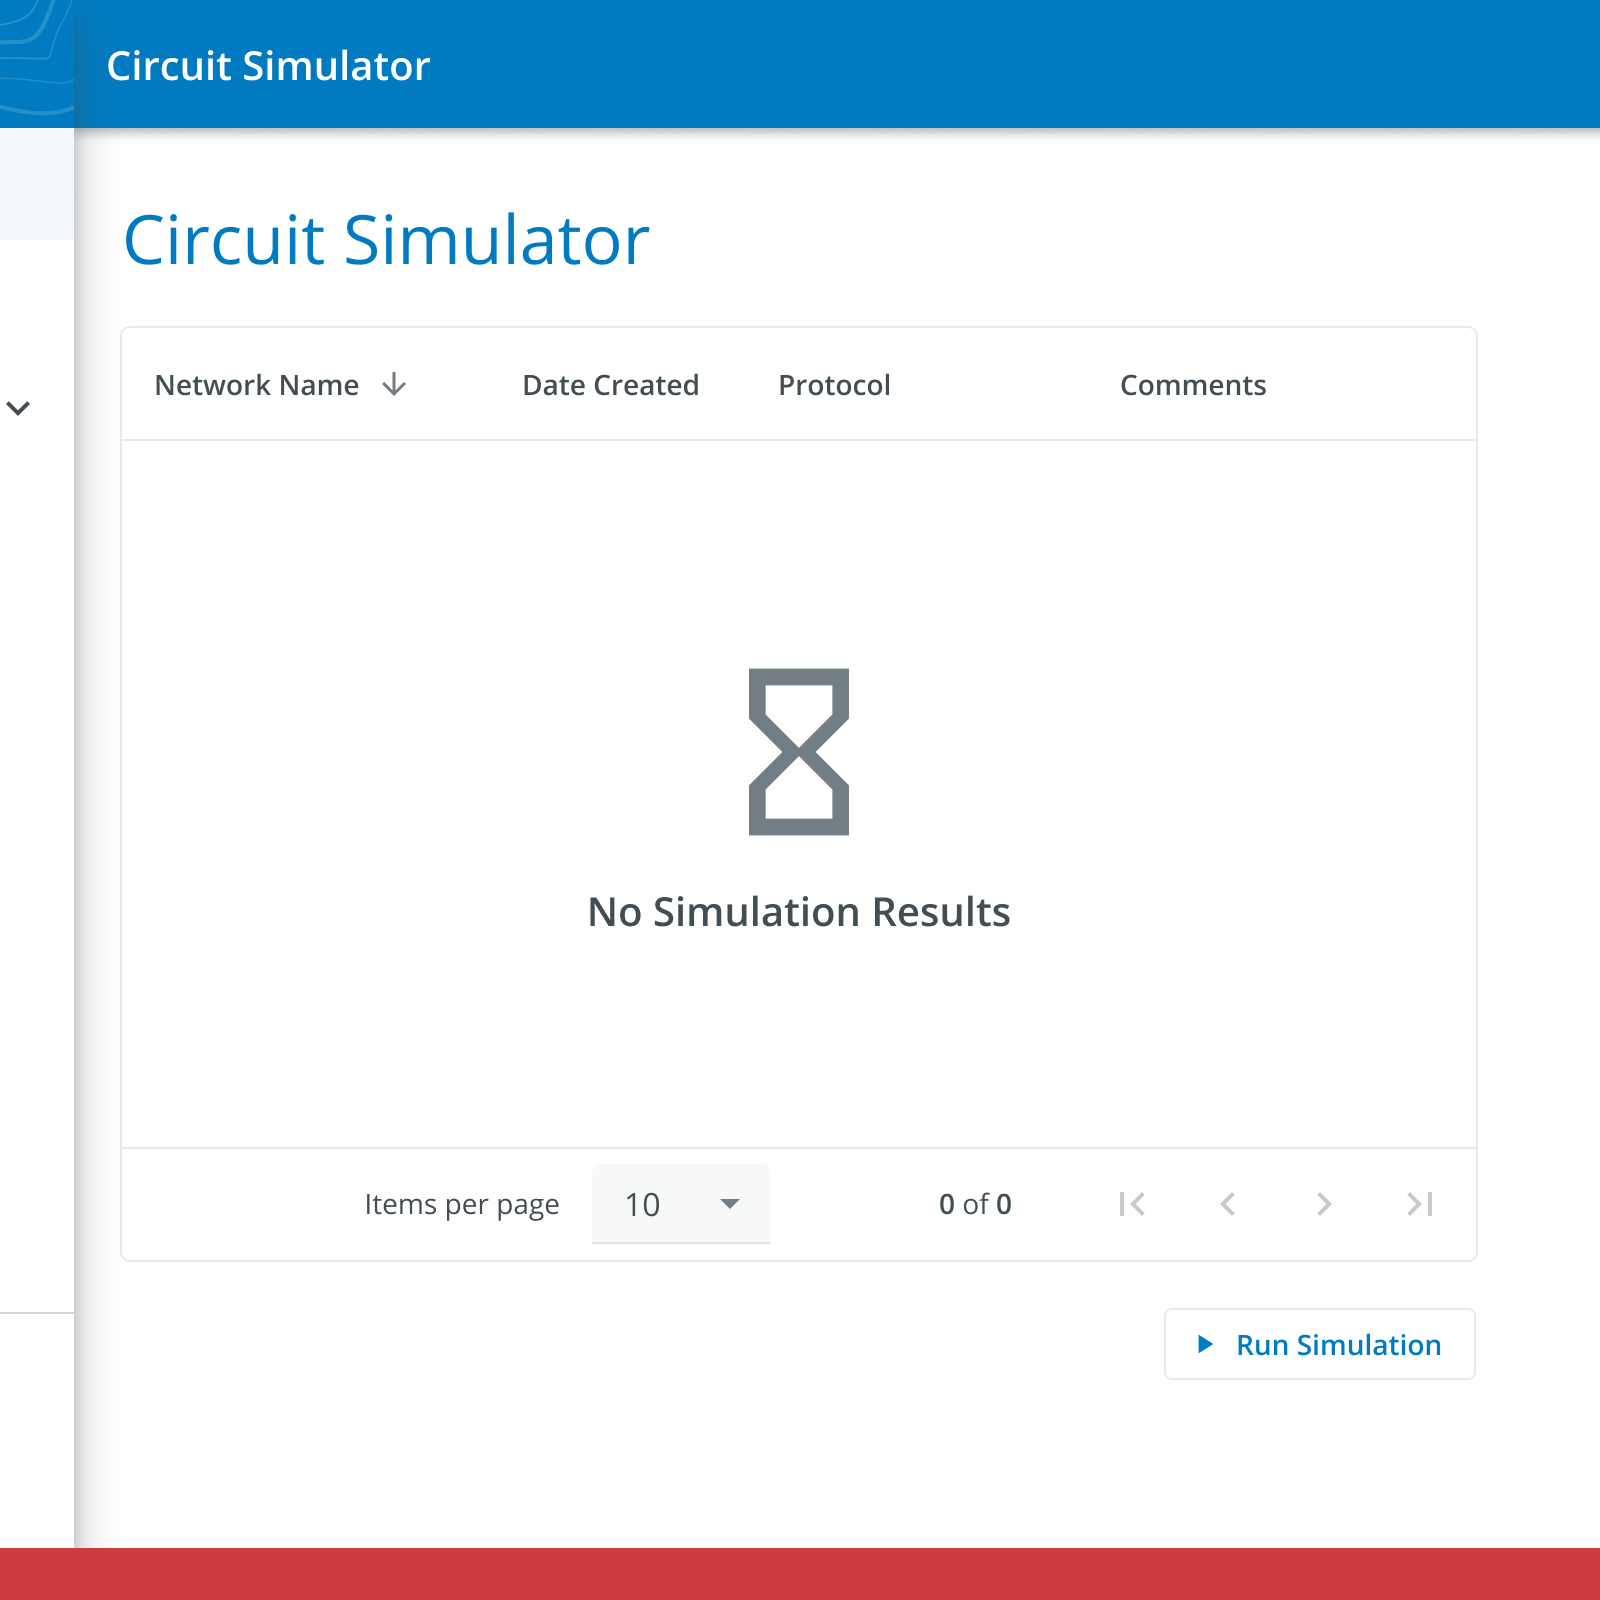 Circuit Simulator
Circuit Simulator
Network Name Date Created Protocol Comments
No Simulation Results
Items per page 10 0 of 0
Run Simulation